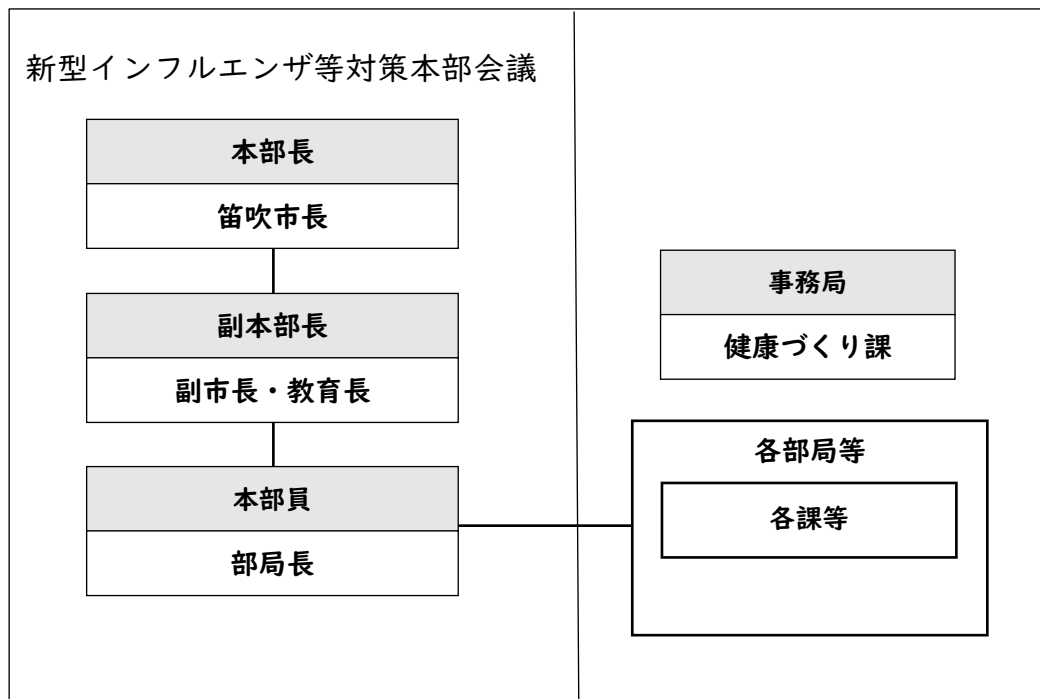 新型インフルエンザ等対策本部会議
本部長
笛吹市長
副本部長
副市長・教育長
本部員
部局長
事務局
健康づくり課
各部局等
各課等